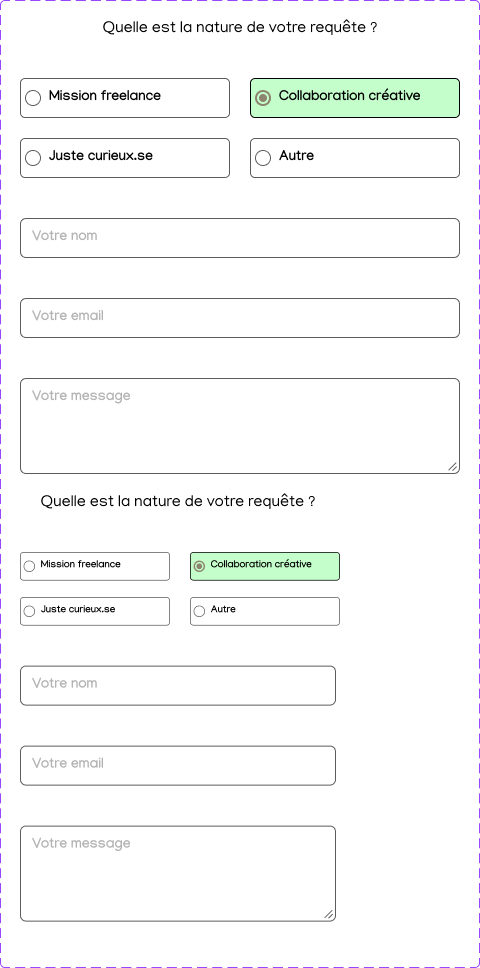 Quelle est la nature de votre requête ?
Mission freelance
Collaboration créative
Juste curieux.se
Autre
Votre nom
Votre email
Votre message
Quelle est la nature de votre requête ?
Mission freelance
Collaboration créative
Juste curieux.se
Autre
Votre nom
Votre email
Votre message